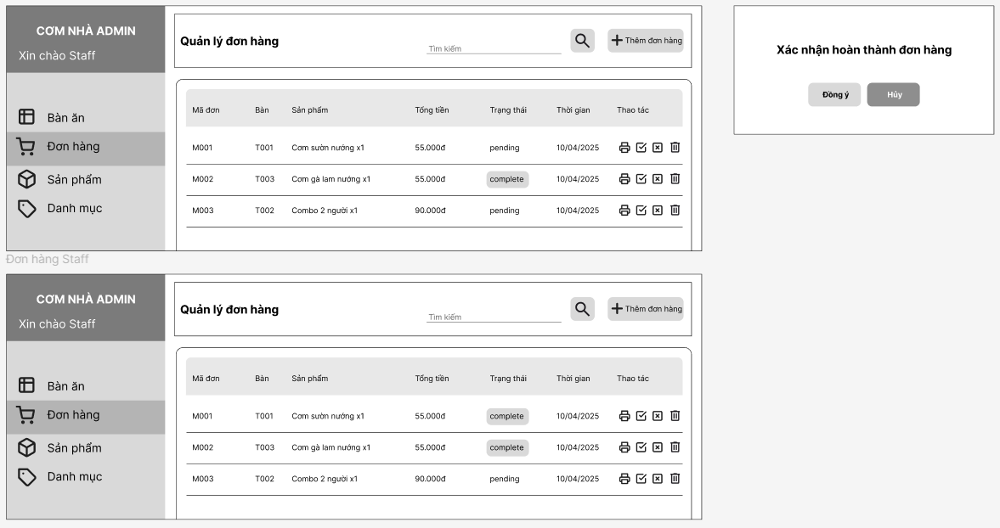 CƠM NHÀ ADMIN
Xin chào Staff
Bàn ăn
Đơn hàng
Sản phẩm
Danh mục
Quản lý đơn hàng
Tìm kiếm
Thêm đơn hàng
Mã đơn Bàn Sản phẩm Tổng tiền Trạng thái Thời gian Thao tác
M001 T001 Cơm sườn nướng x1 55.000đ pending 10/04/2025
M002 T003 Cơm gà lam nướng x1 55.000đ complete 10/04/2025
M003 T002 Combo 2 người x1 90.000đ pending 10/04/2025
Xác nhận hoàn thành đơn hàng
Đồng ý Hủy
Đơn hàng Staff
CƠM NHÀ ADMIN
Xin chào Staff
Bàn ăn
Đơn hàng
Sản phẩm
Danh mục
Quản lý đơn hàng
Tìm kiếm
Thêm đơn hàng
Mã đơn Bàn Sản phẩm Tổng tiền Trạng thái Thời gian Thao tác
M001 T001 Cơm sườn nướng x1 55.000đ complete 10/04/2025
M002 T003 Cơm gà lam nướng x1 55.000đ complete 10/04/2025
M003 T002 Combo 2 người x1 90.000đ pending 10/04/2025